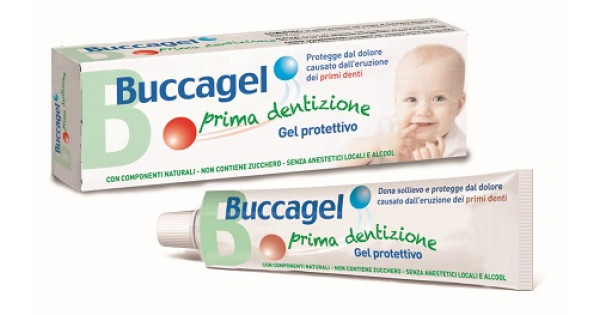 B
Buccagel
prima dentizione
Buccagel
prima dentizione
Gel protettivo
Protegge dal dolore
causato dall'eruzione
dei primi denti
CON COMPONENTI NATURALI - NON CONTIENE ZUCCHERO - SENZA ANESTETICI LOCALI E ALCOOL
B
Buccagel
prima dentizione
Gel protettivo
Dona sollievo e protegge dal dolore
causato dall'eruzione dei primi denti
CON COMPONENTI NATURALI - NON CONTIENE ZUCCHERO - SENZA ANESTETICI LOCALI E ALCOOL